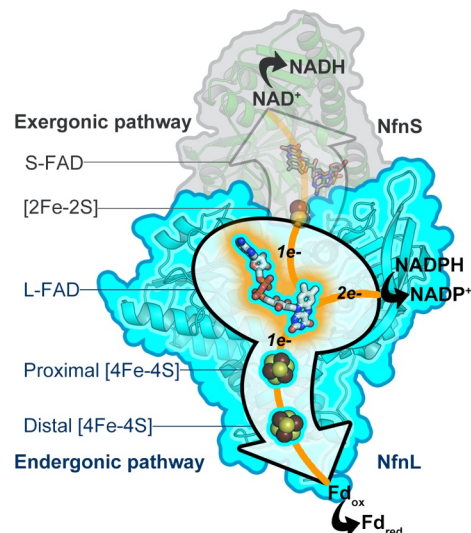 NADH
NAD⁺
Exergonic pathway
NfnS
S-FAD
[2Fe-2S]
1e-
NADPH
L-FAD
2e-
NADP⁺
1e-
Proximal [4Fe-4S]
Distal [4Fe-4S]
Endergonic pathway
NfnL
Fdₒₓ
Fd_red